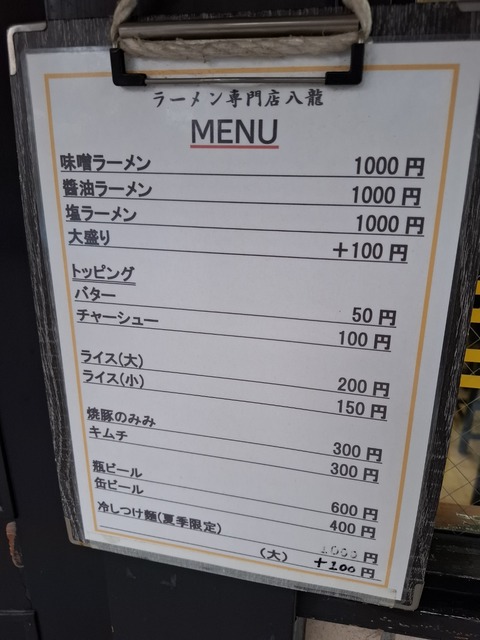 ラーメン専門店八龍
MENU
味噌ラーメン 1000円
醤油ラーメン 1000円
塩ラーメン 1000円
大盛り +100円
トッピング
バター 50円
チャーシュー 100円
ライス(大) 200円
ライス(小) 150円
焼豚のみみ 300円
キムチ 300円
瓶ビール 600円
缶ビール 400円
冷しつけ麺(夏季限定) 円
(大) +100円